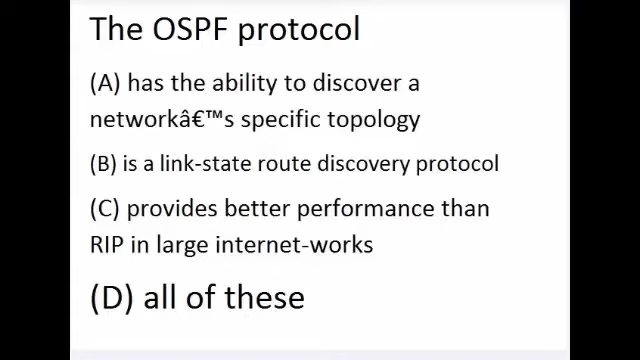 The OSPF protocol
(A) has the ability to discover a
networkâ€™s specific topology
(B) is a link-state route discovery protocol
(C) provides better performance than
RIP in large internet-works
(D) all of these